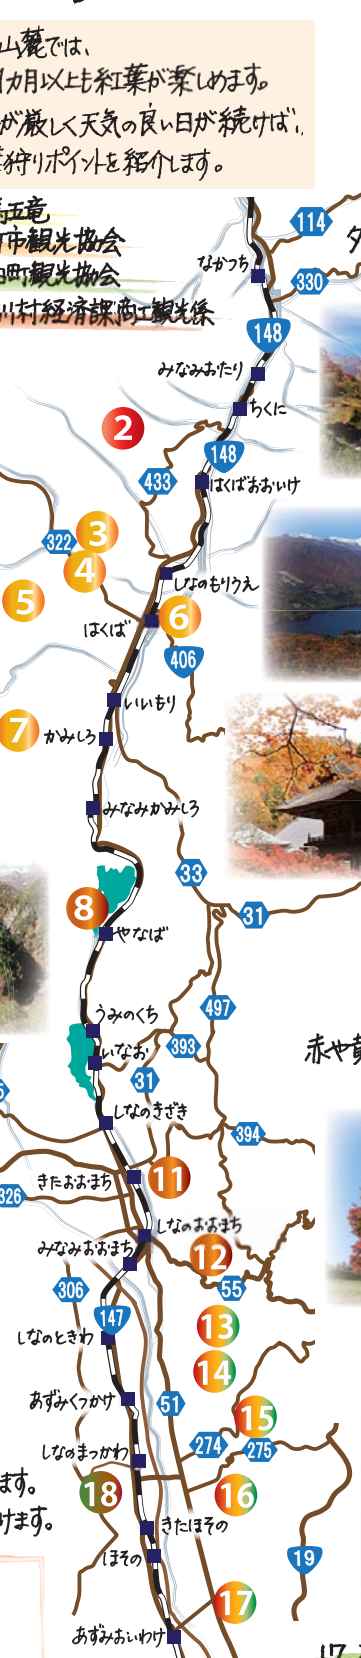 山麓では、
1カ月以上も紅葉が楽しめます。
が厳しく天気の良い日が続けば、
狩りポイントを紹介します。
五竜
市観光協会
町観光協会
川村経済課商工観光係
114
なかつち
330
148
みなみおたり
148
ちくに
2
433
はくばおおいけ
322
3
4
しなのもりうえ
5
6
はくば
406
いいもり
7
かみしろ
みなみかみしろ
33
8
31
やなば
497
うみのくち
393
いなお
赤や黄
31
しなのきざき
394
11
きたおおまち
326
しなのおおまち
12
みなみおおまち
306
55
147
13
しなのときわ
14
あずみくつかけ
51
15
274
275
しなのまつかわ
ます。
18
16
けます。
きたほその
ほその
19
17
あずみおいわけ